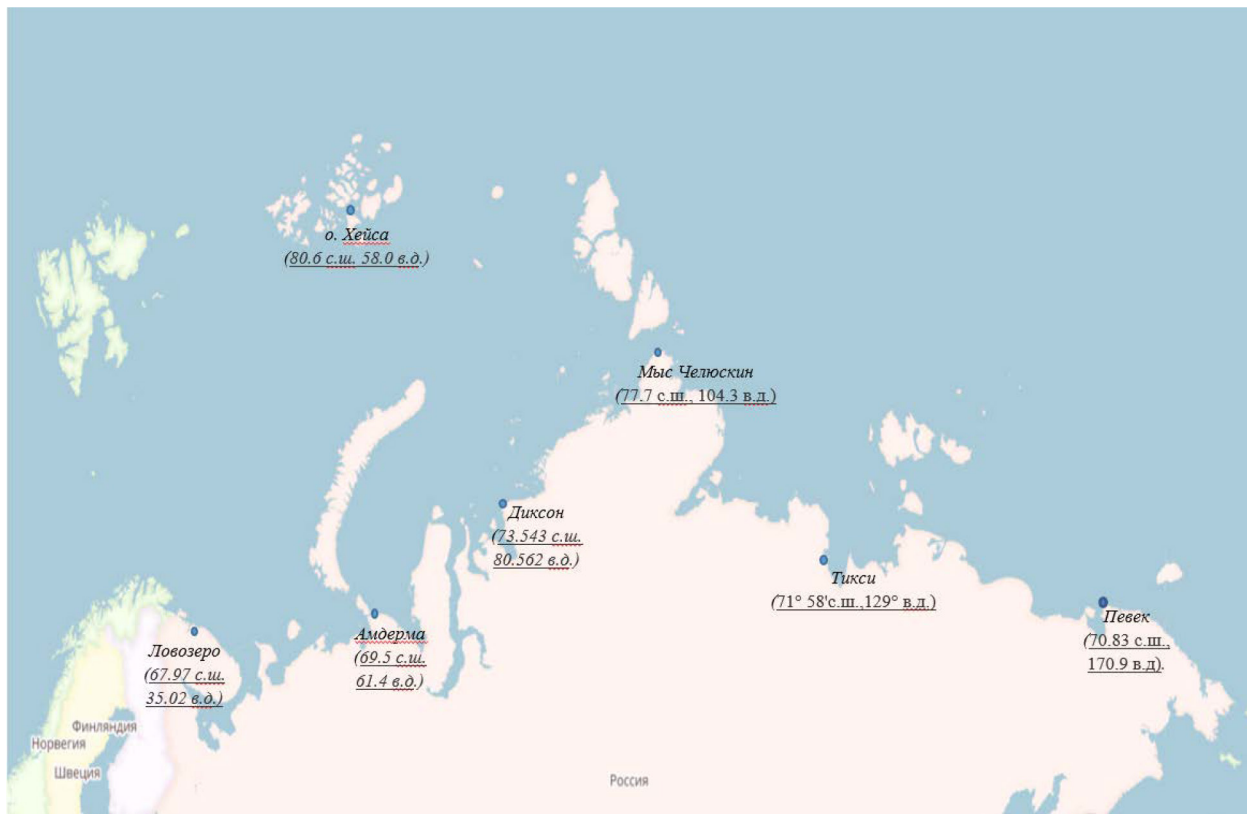 о. Хейса
(80.6 с.ш. 58.0 в.д.)
Мыс Челюскин
(77.7 с.ш., 104.3 в.д.)
Диксон
(73.543 с.ш.
80.562 в.д.)
Тикси
(71° 58'с.ш.,129° в.д.)
Певек
(70.83 с.ш.,
170.9 в.д).
Амдерма
(69.5 с.ш.
61.4 в.д.)
Ловозеро
(67.97 с.ш.
35.02 в.д.)
Финляндия
Норвегия
Швеция
Россия